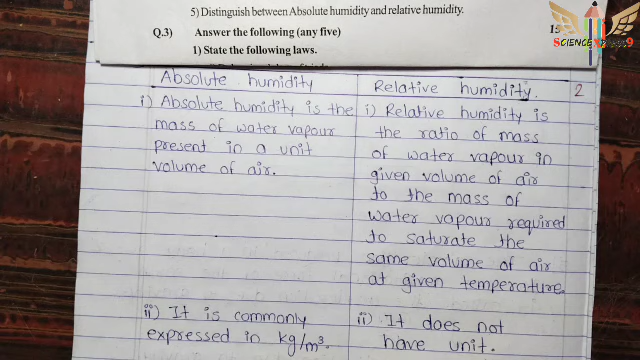 5) Distinguish between Absolute humidity and relative humidity.
Q.3) Answer the following (any five) 15
1) State the following laws.
SCIENCE XPRESS9
Absolute humidity
i) Absolute humidity is the
mass of water vapour
present in a unit
volume of air.
ii) It is commonly
expressed in kg/m³.
Relative humidity. 2
i) Relative humidity is
the ratio of mass
of water vapour in
given volume of air
to the mass of
water vapour required
to saturate the
same volume of air
at given temperature.
ii) It does not
have unit.